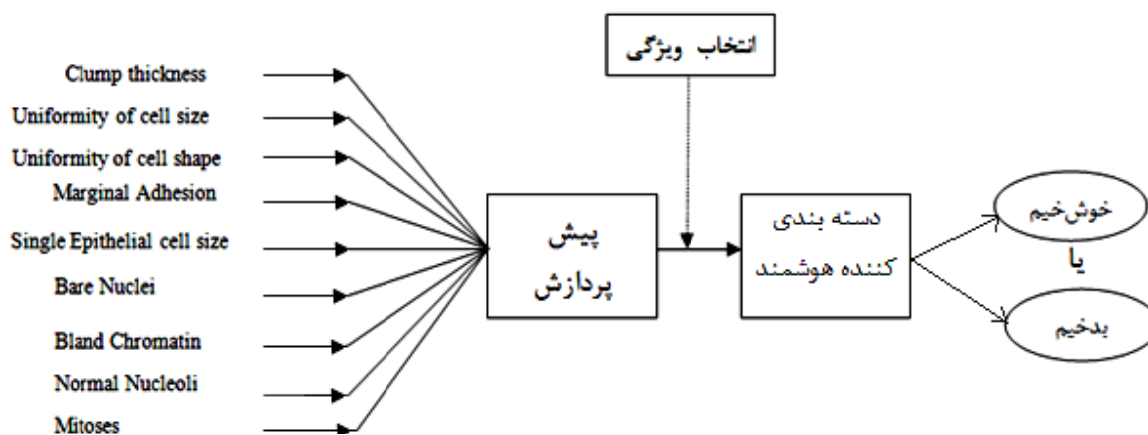 انتخاب ویژگی
Clump thickness
Uniformity of cell size
Uniformity of cell shape
Marginal Adhesion
Single Epithelial cell size
Bare Nuclei
Bland Chromatin
Normal Nucleoli
Mitoses
پیش
پردازش
دسته بندی
کننده هوشمند
خوش‌خیم
یا
بدخیم